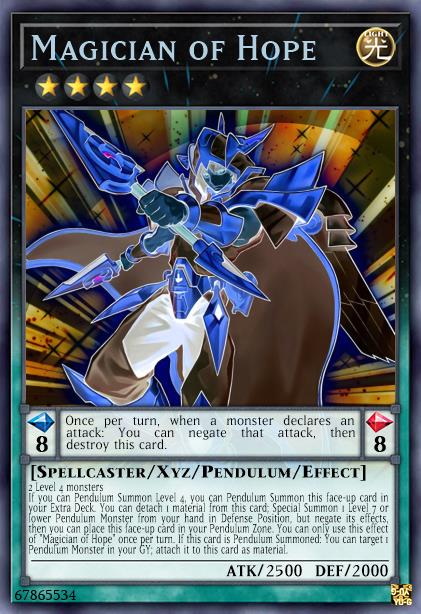 MAGICIAN OF HOPE
LIGHT
光
Once per turn, when a monster declares an
attack: You can negate that attack, then
destroy this card.
8
8
[SPELLCASTER/XYZ/PENDULUM/EFFECT]
2 Level 4 monsters
If you can Pendulum Summon Level 4, you can Pendulum Summon this face-up card in
your Extra Deck. You can detach 1 material from this card; Special Summon 1 Level 7 or
lower Pendulum Monster from your hand in Defense Position, but negate its effects,
then you can place this face-up card in your Pendulum Zone. You can only use this effect
of "Magician of Hope" once per turn. If this card is Pendulum Summoned: You can target 1
Pendulum Monster in your GY; attach it to this card as material.
ATK/2500 DEF/2000
67865534